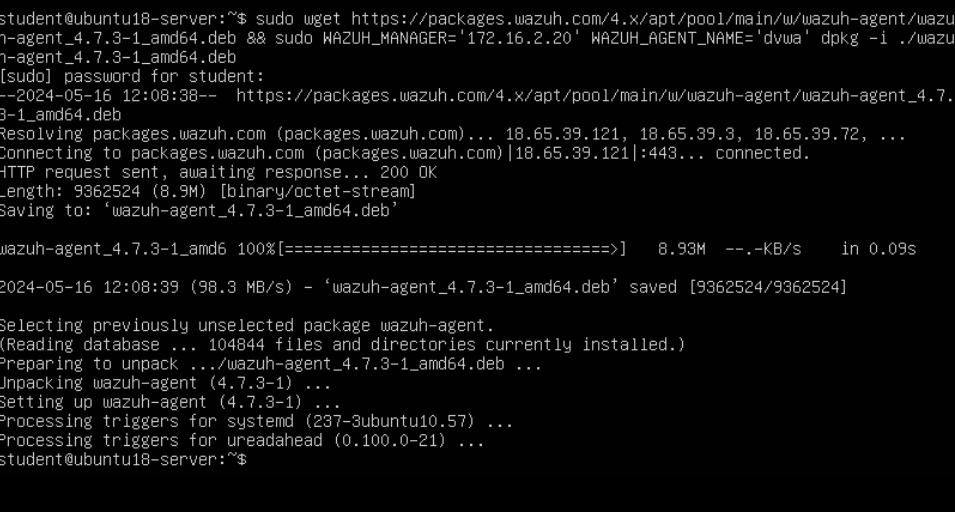 student@ubuntu18-server:~$ sudo wget https://packages.wazuh.com/4.x/apt/pool/main/w/wazuh-agent/wazu
h-agent_4.7.3-1_amd64.deb && sudo WAZUH_MANAGER='172.16.2.20' WAZUH_AGENT_NAME='dvwa' dpkg -i ./wazu
h-agent_4.7.3-1_amd64.deb
[sudo] password for student:
--2024-05-16 12:08:38--  https://packages.wazuh.com/4.x/apt/pool/main/w/wazuh-agent/wazuh-agent_4.7.
3-1_amd64.deb
Resolving packages.wazuh.com (packages.wazuh.com)... 18.65.39.121, 18.65.39.3, 18.65.39.72, ...
Connecting to packages.wazuh.com (packages.wazuh.com)|18.65.39.121|:443... connected.
HTTP request sent, awaiting response... 200 OK
Length: 9362524 (8.9M) [binary/octet-stream]
Saving to: ‘wazuh-agent_4.7.3-1_amd64.deb’
wazuh-agent_4.7.3-1_amd6 100%[==================================>]   8.93M  --.-KB/s    in 0.09s
2024-05-16 12:08:39 (98.3 MB/s) - ‘wazuh-agent_4.7.3-1_amd64.deb’ saved [9362524/9362524]
Selecting previously unselected package wazuh-agent.
(Reading database ... 104844 files and directories currently installed.)
Preparing to unpack .../wazuh-agent_4.7.3-1_amd64.deb ...
Unpacking wazuh-agent (4.7.3-1) ...
Setting up wazuh-agent (4.7.3-1) ...
Processing triggers for systemd (237-3ubuntu10.57) ...
Processing triggers for ureadahead (0.100.0-21) ...
student@ubuntu18-server:~$